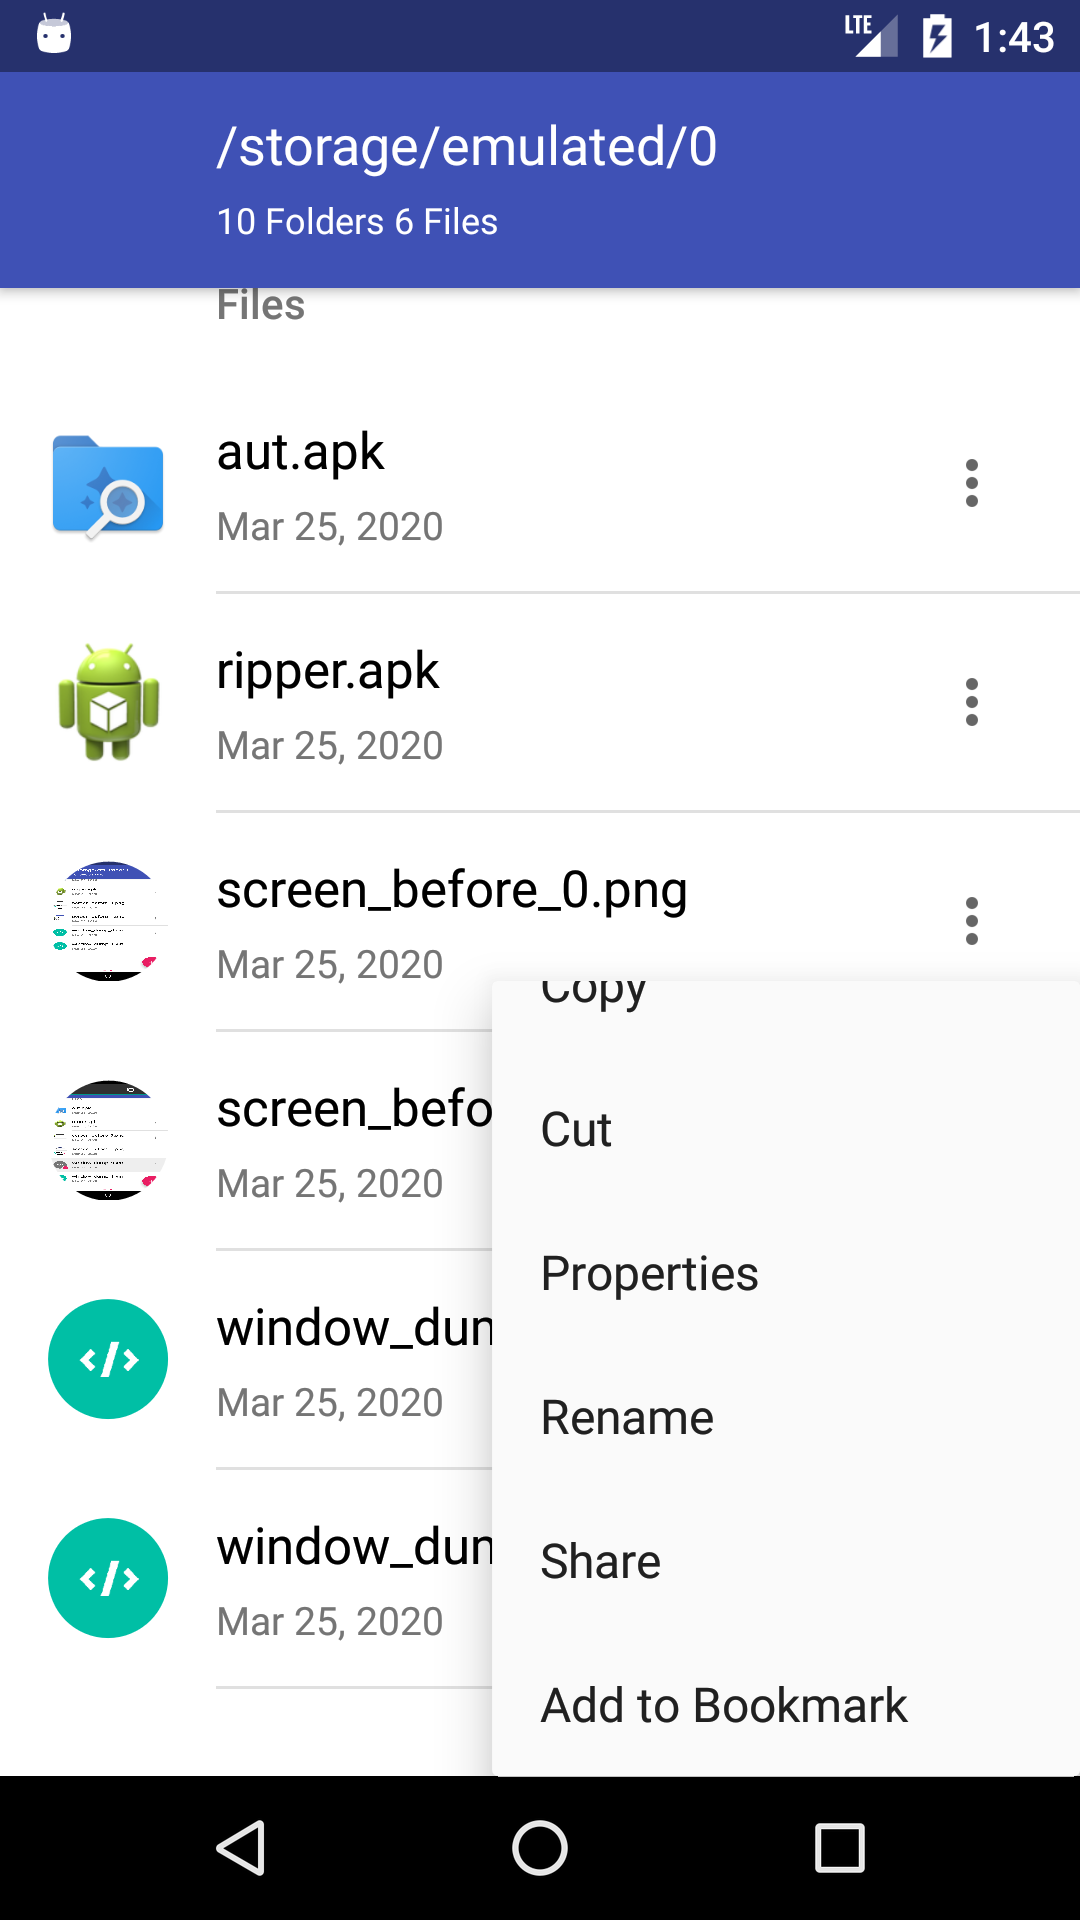 LTE 1:43
/storage/emulated/0
10 Folders 6 Files
Files
aut.apk
Mar 25, 2020
ripper.apk
Mar 25, 2020
screen_before_0.png
Mar 25, 2020
Copy
screen_befo
Cut
Mar 25, 2020
Properties
window_dun
Mar 25, 2020
Rename
window_dun
Share
Mar 25, 2020
Add to Bookmark